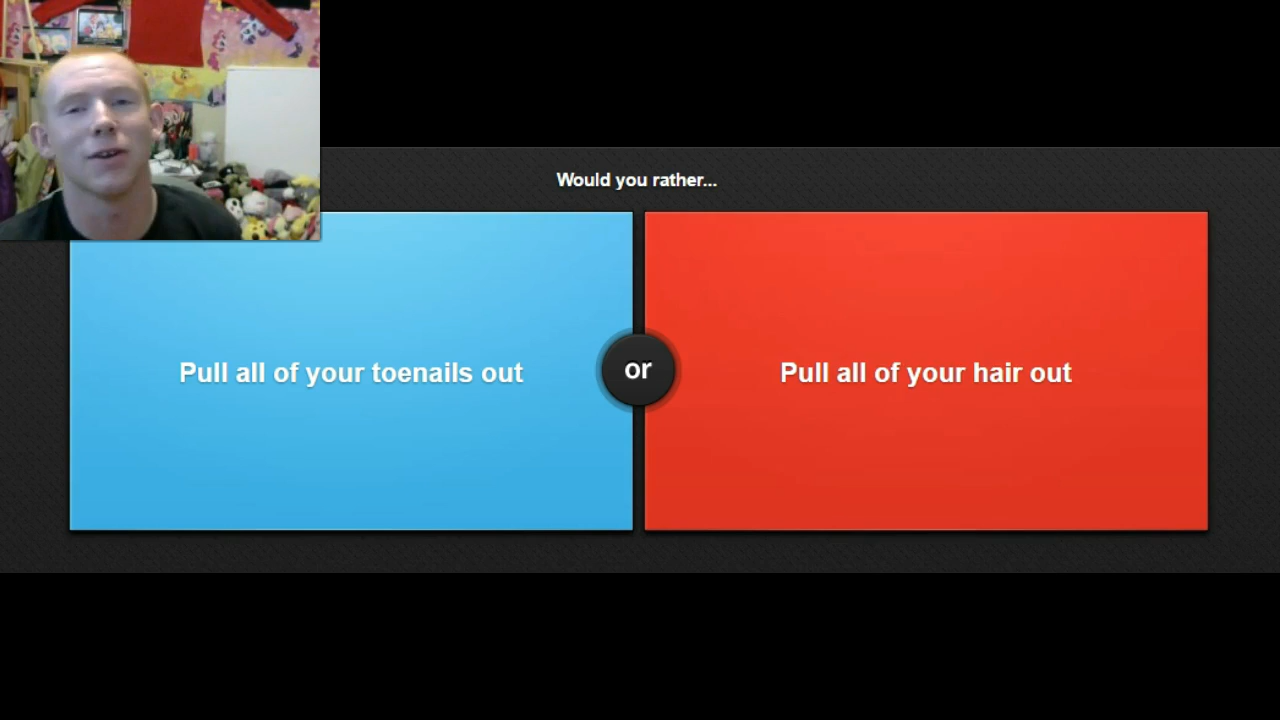 Would you rather...
Pull all of your toenails out
or
Pull all of your hair out